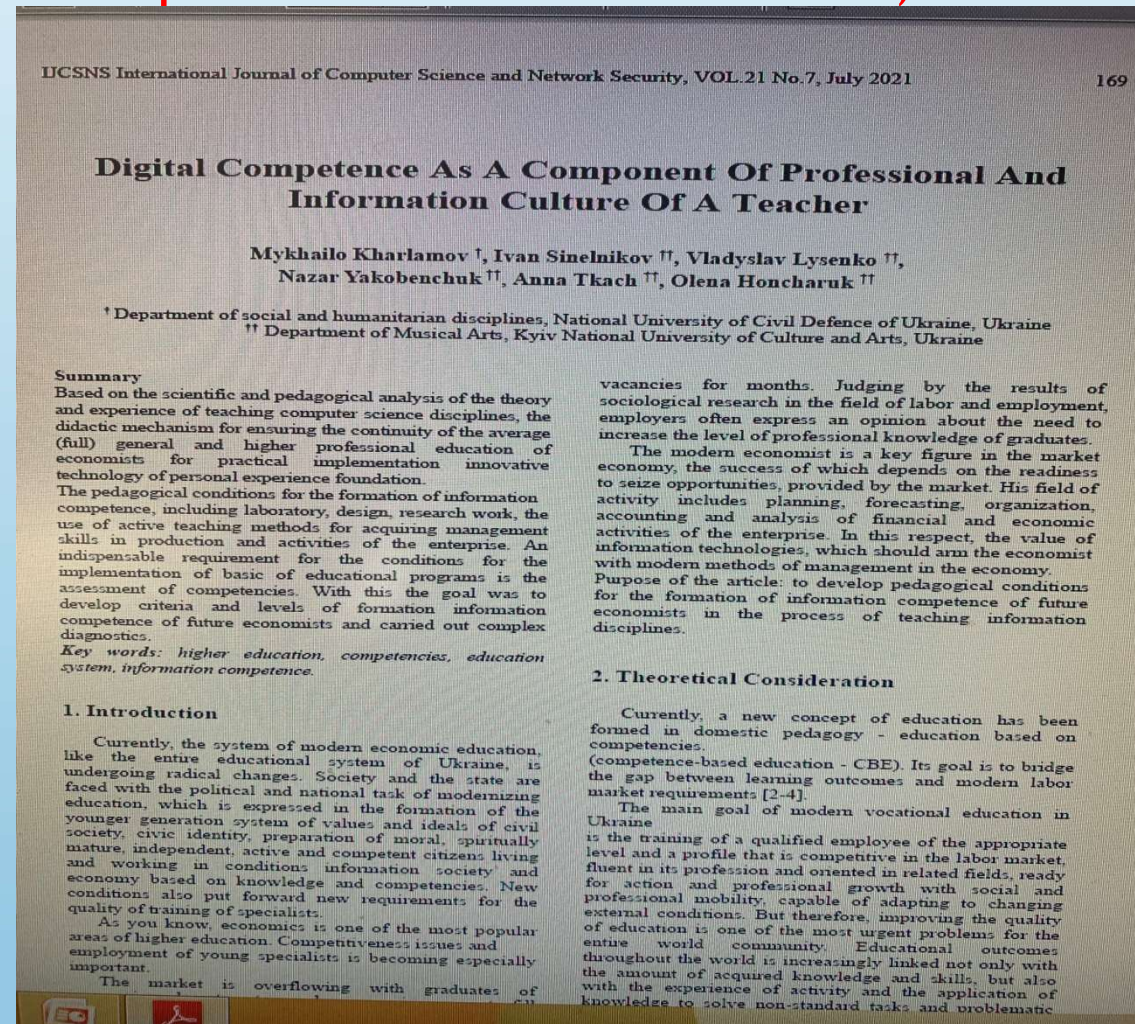 IJCSNS International Journal of Computer Science and Network Security, VOL.21 No.7, July 2021
169
Digital Competence As A Component Of Professional And
Information Culture Of A Teacher
Mykhailo Kharlamov †, Ivan Sinelnikov ††, Vladyslav Lysenko ††,
Nazar Yakobenchuk ††, Anna Tkach ††, Olena Honcharuk ††
† Department of social and humanitarian disciplines, National University of Civil Defence of Ukraine, Ukraine
†† Department of Musical Arts, Kyiv National University of Culture and Arts, Ukraine
Summary
Based on the scientific and pedagogical analysis of the theory
and experience of teaching computer science disciplines, the
didactic mechanism for ensuring the continuity of the average
(full) general and higher professional education of
economists for practical implementation innovative
technology of personal experience foundation.
The pedagogical conditions for the formation of information
competence, including laboratory, design, research work, the
use of active teaching methods for acquiring management
skills in production and activities of the enterprise. An
indispensable requirement for the conditions for the
implementation of basic of educational programs is the
assessment of competencies. With this the goal was to
develop criteria and levels of formation information
competence of future economists and carried out complex
diagnostics.
Key words: higher education, competencies, education
system, information competence.
1. Introduction
Currently, the system of modern economic education,
like the entire educational system of Ukraine, is
undergoing radical changes. Society and the state are
faced with the political and national task of modernizing
education, which is expressed in the formation of the
younger generation system of values and ideals of civil
society, civic identity, preparation of moral, spiritually
mature, independent, active and competent citizens living
and working in conditions information society and
economy based on knowledge and competencies. New
conditions also put forward new requirements for the
quality of training of specialists.
As you know, economics is one of the most popular
areas of higher education. Competitiveness issues and
employment of young specialists is becoming especially
important.
The market is overflowing with graduates of
vacancies for months. Judging by the results of
sociological research in the field of labor and employment,
employers often express an opinion about the need to
increase the level of professional knowledge of graduates.
The modern economist is a key figure in the market
economy, the success of which depends on the readiness
to seize opportunities, provided by the market. His field of
activity includes planning, forecasting, organization,
accounting and analysis of financial and economic
activities of the enterprise. In this respect, the value of
information technologies, which should arm the economist
with modern methods of management in the economy.
Purpose of the article: to develop pedagogical conditions
for the formation of information competence of future
economists in the process of teaching information
disciplines.
2. Theoretical Consideration
Currently, a new concept of education has been
formed in domestic pedagogy - education based on
competencies.
(competence-based education - CBE). Its goal is to bridge
the gap between learning outcomes and modern labor
market requirements [2-4].
The main goal of modern vocational education in
Ukraine
is the training of a qualified employee of the appropriate
level and a profile that is competitive in the labor market,
fluent in its profession and oriented in related fields, ready
for action and professional growth with social and
professional mobility, capable of adapting to changing
external conditions. But therefore, improving the quality
of education is one of the most urgent problems for the
entire world community. Educational outcomes
throughout the world is increasingly linked not only with
the amount of acquired knowledge and skills, but also
with the experience of activity and the application of
knowledge to solve non-standard tasks and problematic